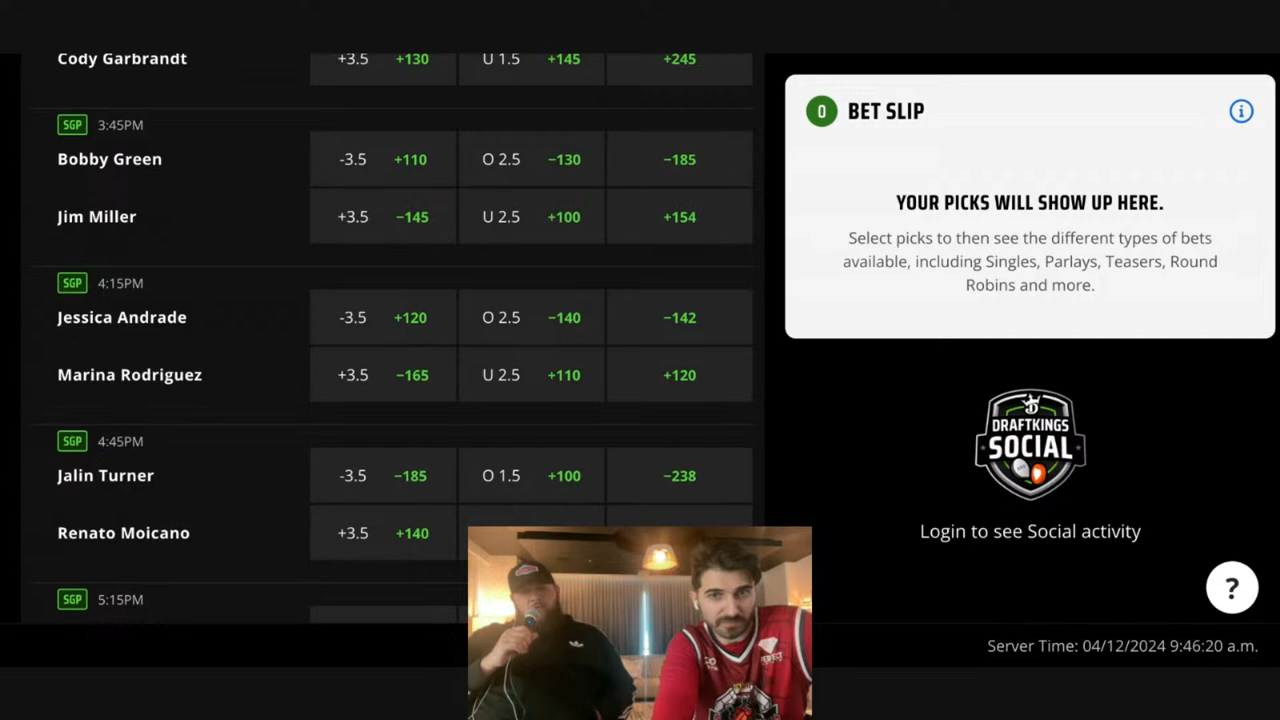 Cody Garbrandt +3.5 +130 U 1.5 +145 +245
SGP 3:45PM
Bobby Green -3.5 +110 O 2.5 −130 −185
Jim Miller +3.5 −145 U 2.5 +100 +154
SGP 4:15PM
Jessica Andrade -3.5 +120 O 2.5 −140 −142
Marina Rodriguez +3.5 −165 U 2.5 +110 +120
SGP 4:45PM
Jalin Turner -3.5 −185 O 1.5 +100 −238
Renato Moicano +3.5 +140
SGP 5:15PM
0 BET SLIP
YOUR PICKS WILL SHOW UP HERE.
Select picks to then see the different types of bets
available, including Singles, Parlays, Teasers, Round
Robins and more.
DRAFTKINGS
SOCIAL
Login to see Social activity
?
Server Time: 04/12/2024 9:46:20 a.m.